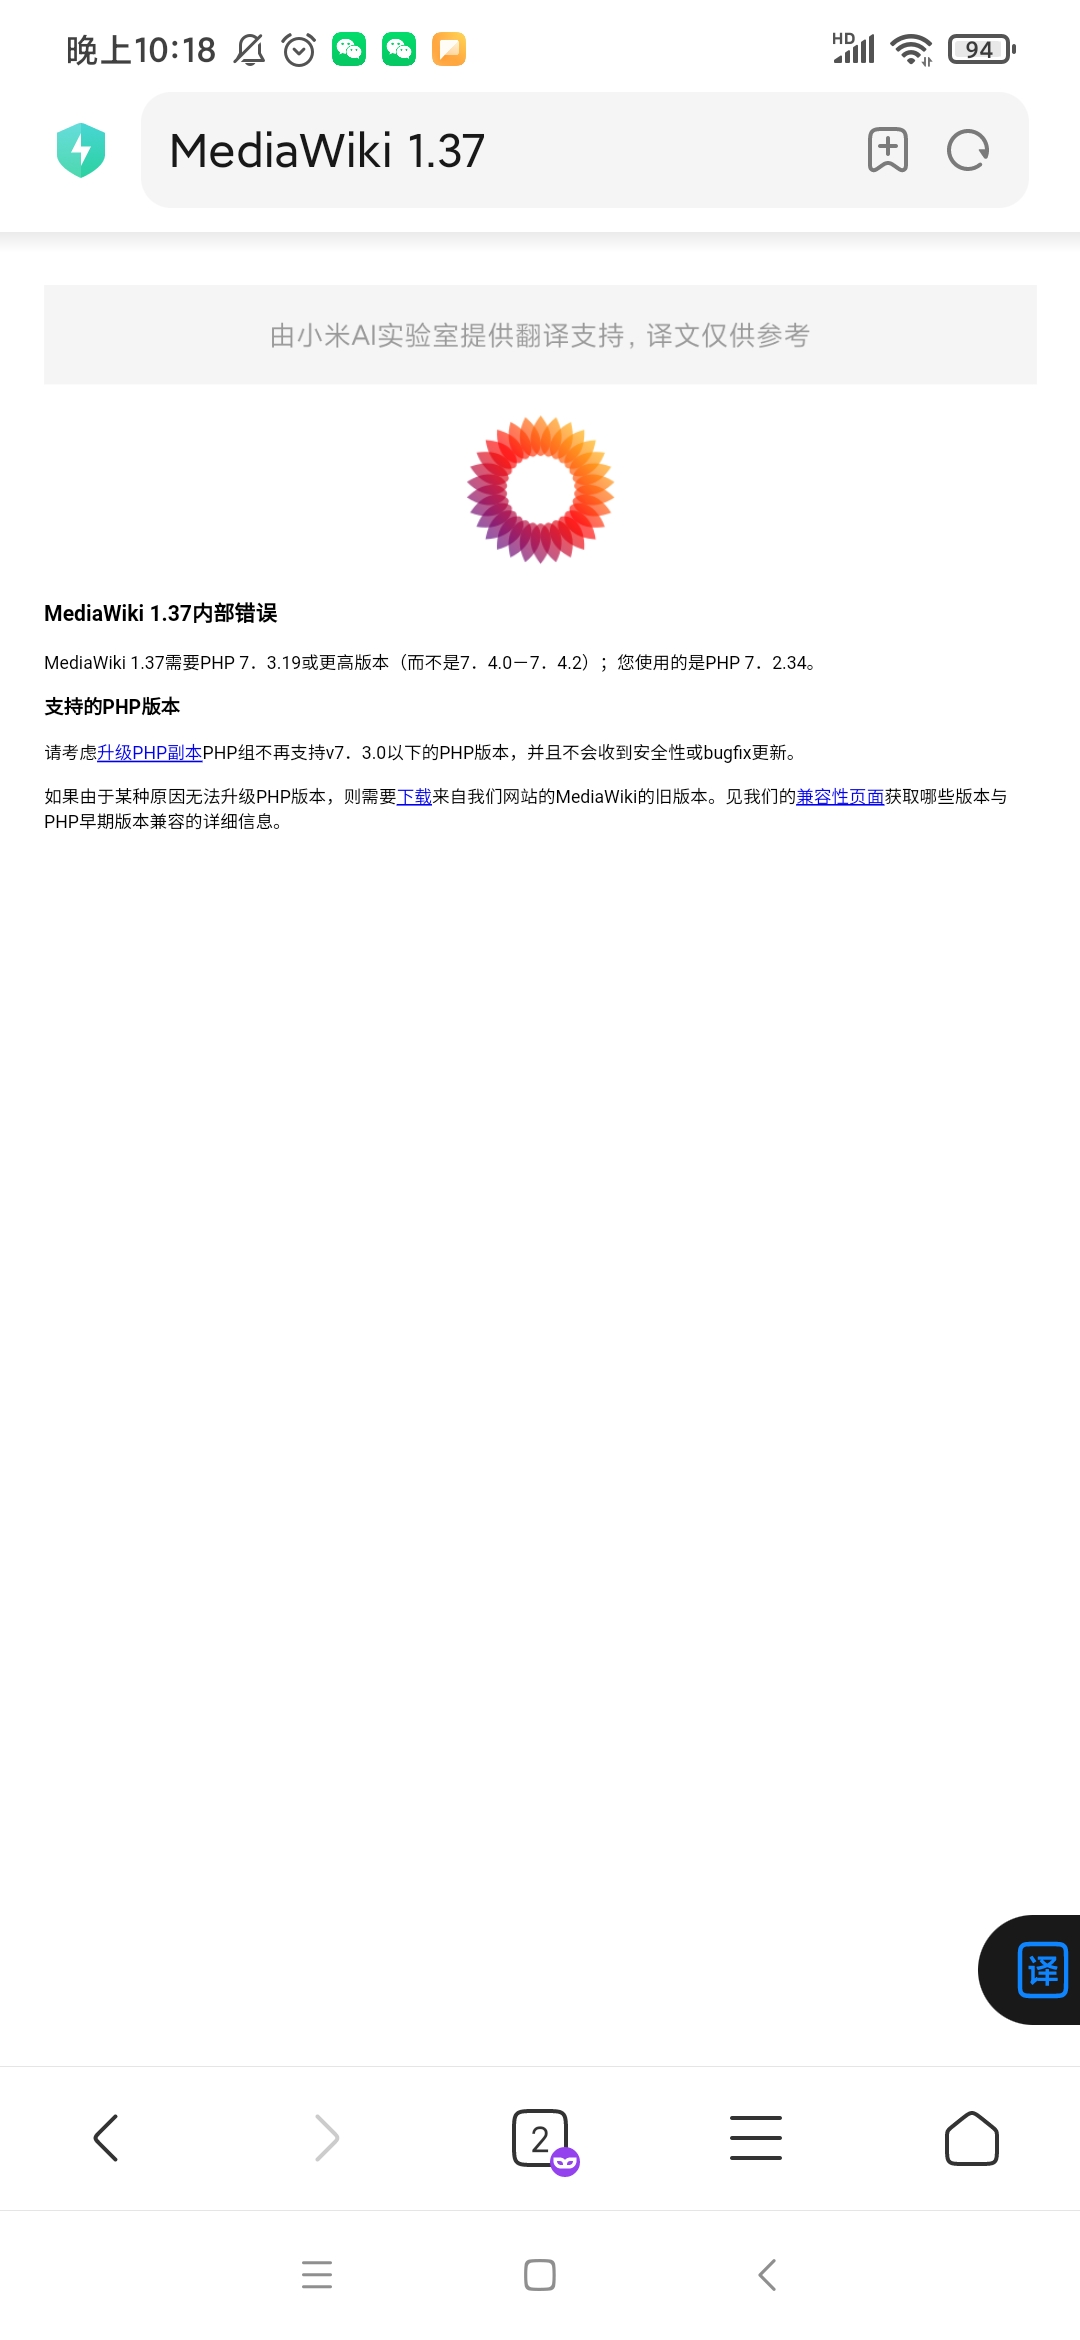 晚上10:18
HD
94
MediaWiki 1.37
由小米AI实验室提供翻译支持，译文仅供参考
MediaWiki 1.37内部错误
MediaWiki 1.37需要PHP 7．3.19或更高版本（而不是7．4.0－7．4.2）；您使用的是PHP 7．2.34。
支持的PHP版本
请考虑升级PHP副本PHP组不再支持v7．3.0以下的PHP版本，并且不会收到安全性或bugfix更新。
如果由于某种原因无法升级PHP版本，则需要下载来自我们网站的MediaWiki的旧版本。见我们的兼容性页面获取哪些版本与
PHP早期版本兼容的详细信息。
译
2